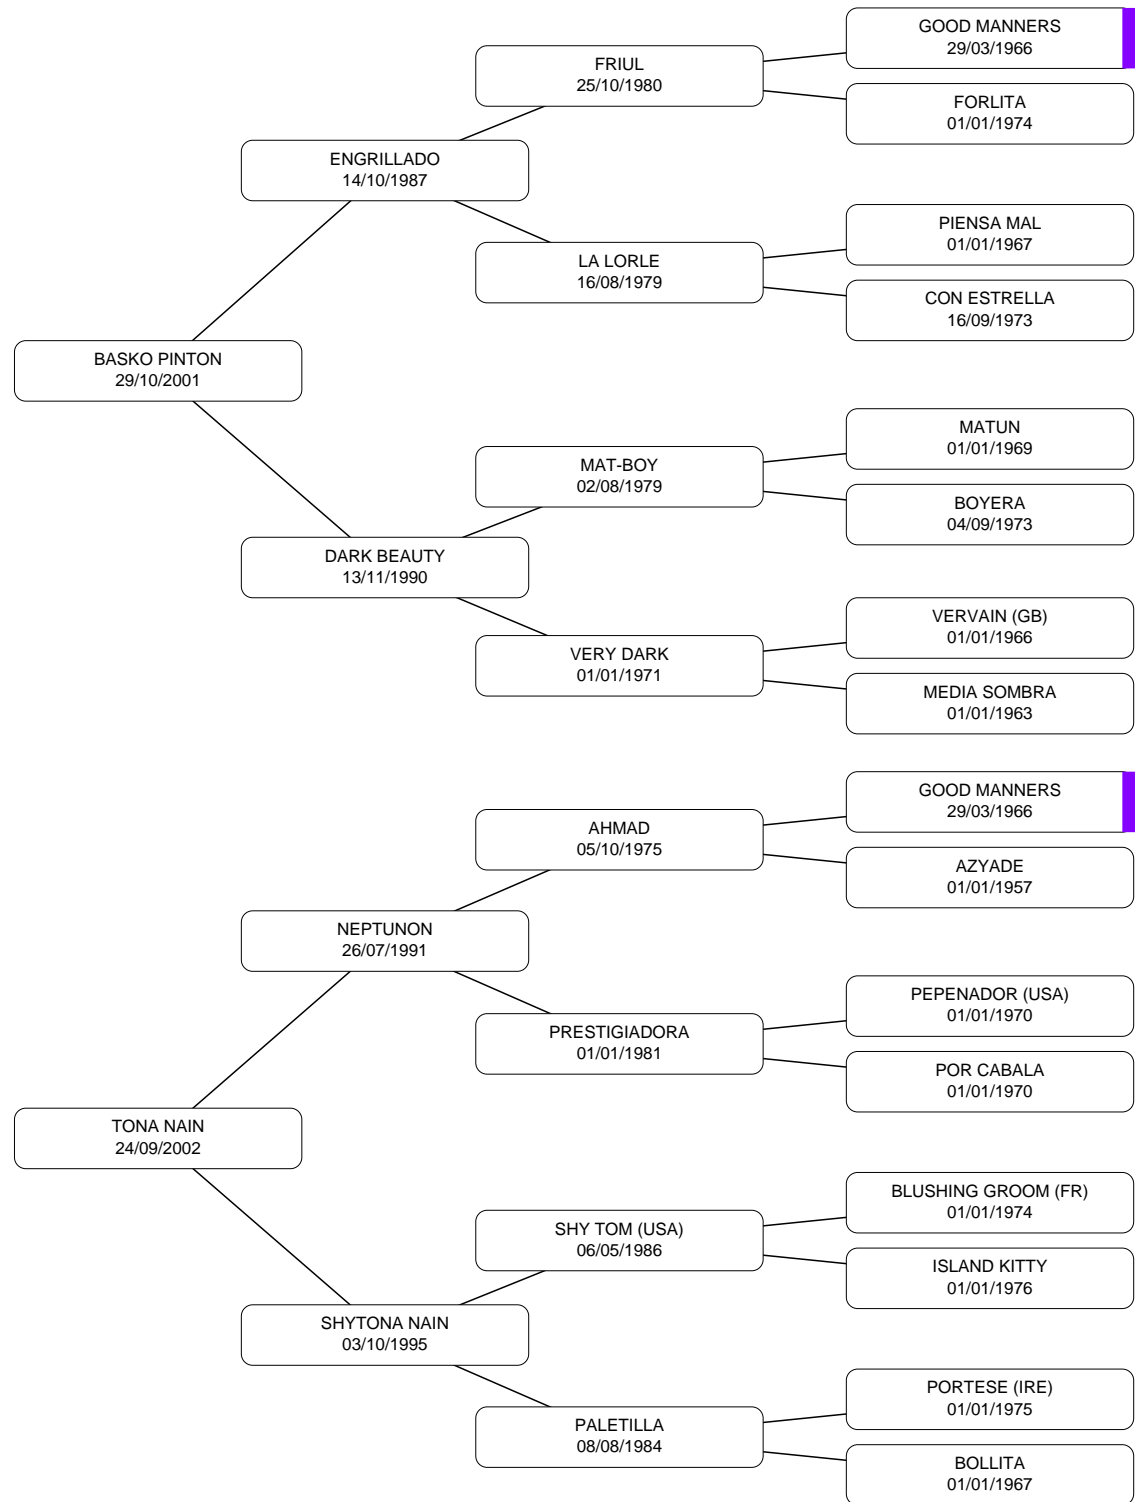 GOOD MANNERS
29/03/1966
FRIUL
25/10/1980
FORLITA
01/01/1974
ENGRILLADO
14/10/1987
PIENSA MAL
01/01/1967
LA LORLE
16/08/1979
CON ESTRELLA
16/09/1973
BASKO PINTON
29/10/2001
MATUN
01/01/1969
MAT-BOY
02/08/1979
BOYERA
04/09/1973
DARK BEAUTY
13/11/1990
VERVAIN (GB)
01/01/1966
VERY DARK
01/01/1971
MEDIA SOMBRA
01/01/1963
GOOD MANNERS
29/03/1966
AHMAD
05/10/1975
AZYADE
01/01/1957
NEPTUNON
26/07/1991
PEPENADOR (USA)
01/01/1970
PRESTIGIADORA
01/01/1981
POR CABALA
01/01/1970
TONA NAIN
24/09/2002
BLUSHING GROOM (FR)
01/01/1974
SHY TOM (USA)
06/05/1986
ISLAND KITTY
01/01/1976
SHYTONA NAIN
03/10/1995
PORTESE (IRE)
01/01/1975
PALETILLA
08/08/1984
BOLLITA
01/01/1967